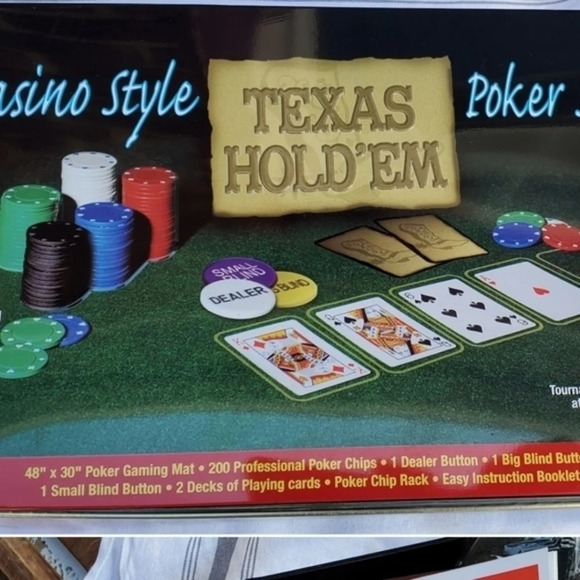 asino Style
TEXAS
HOLD'EM
Poker
SMALL
BLIND
DEALER
BLIND
Tourna
at
48" x 30" Poker Gaming Mat • 200 Professional Poker Chips • 1 Dealer Button • 1 Big Blind Butt
1 Small Blind Button • 2 Decks of Playing cards • Poker Chip Rack • Easy Instruction Booklet